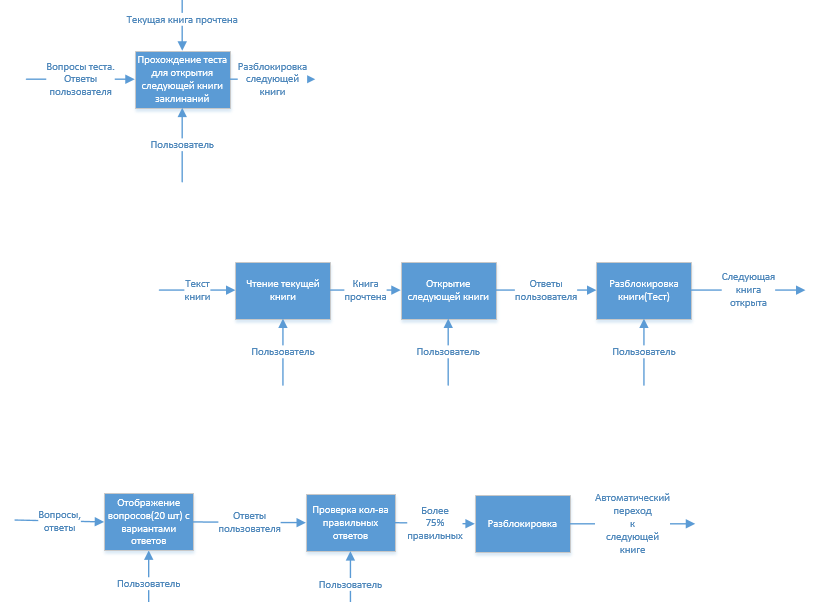 Текущая книга прочтена
Вопросы теста.
Ответы
пользователя
Прохождение теста
для открытия
следующей книги
заклинаний
Разблокировка
следующей
книги
Пользователь
Текст
книги
Чтение текущей
книги
Книга
прочтена
Открытие
следующей книги
Ответы
пользователя
Разблокировка
книги(Тест)
Следующая
книга
открыта
Пользователь
Пользователь
Пользователь
Вопросы,
ответы
Отображение
вопросов(20 шт) с
вариантами
ответов
Ответы
пользователя
Проверка кол-ва
правильных
ответов
Более
75%
правильных
Разблокировка
Автоматический
переход
к
следующей
книге
Пользователь
Пользователь